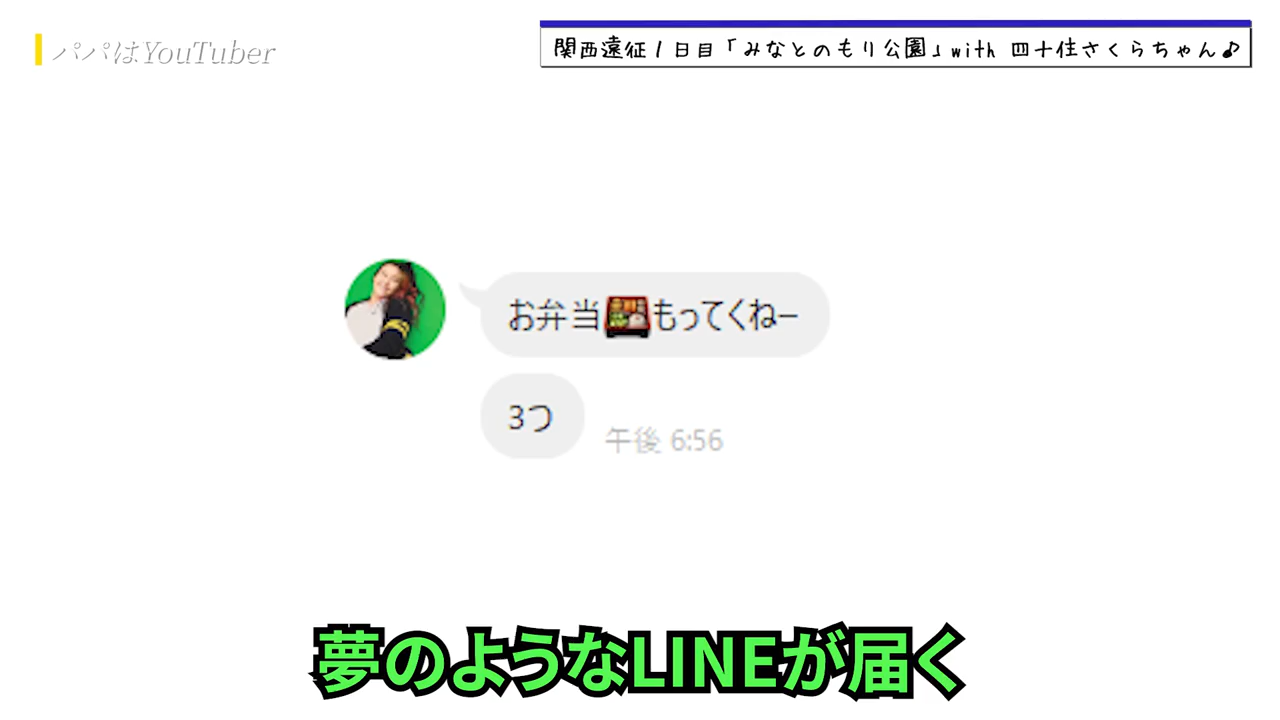 パパはYouTuber
関西遠征1日目「みなとのもり公園」with 四十住さくらちゃん♪
お弁当🍱もってくねー
3つ
午後 6:56
夢のようなLINEが届く